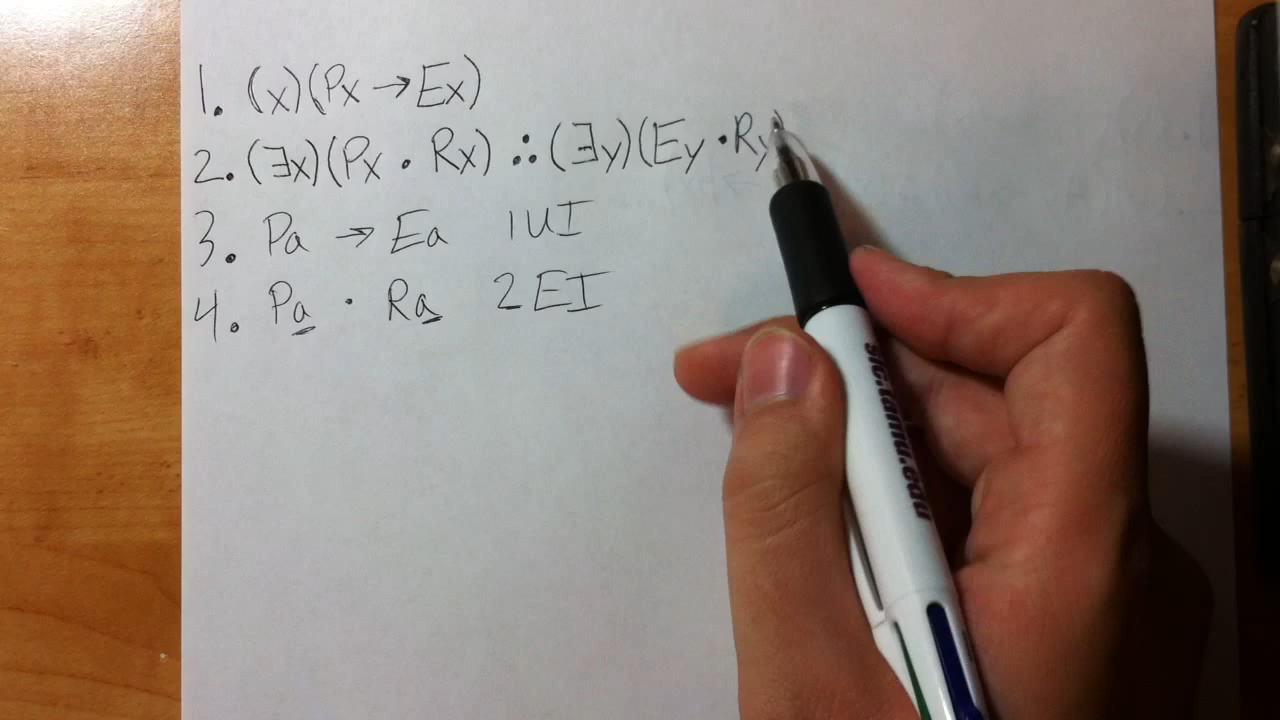 1. (x)(Px → Ex)
2. (∃x)(Px · Rx) ∴ (∃y)(Ey · Ry)
3. Pa → Ea 1UI
4. Pa · Ra 2EI